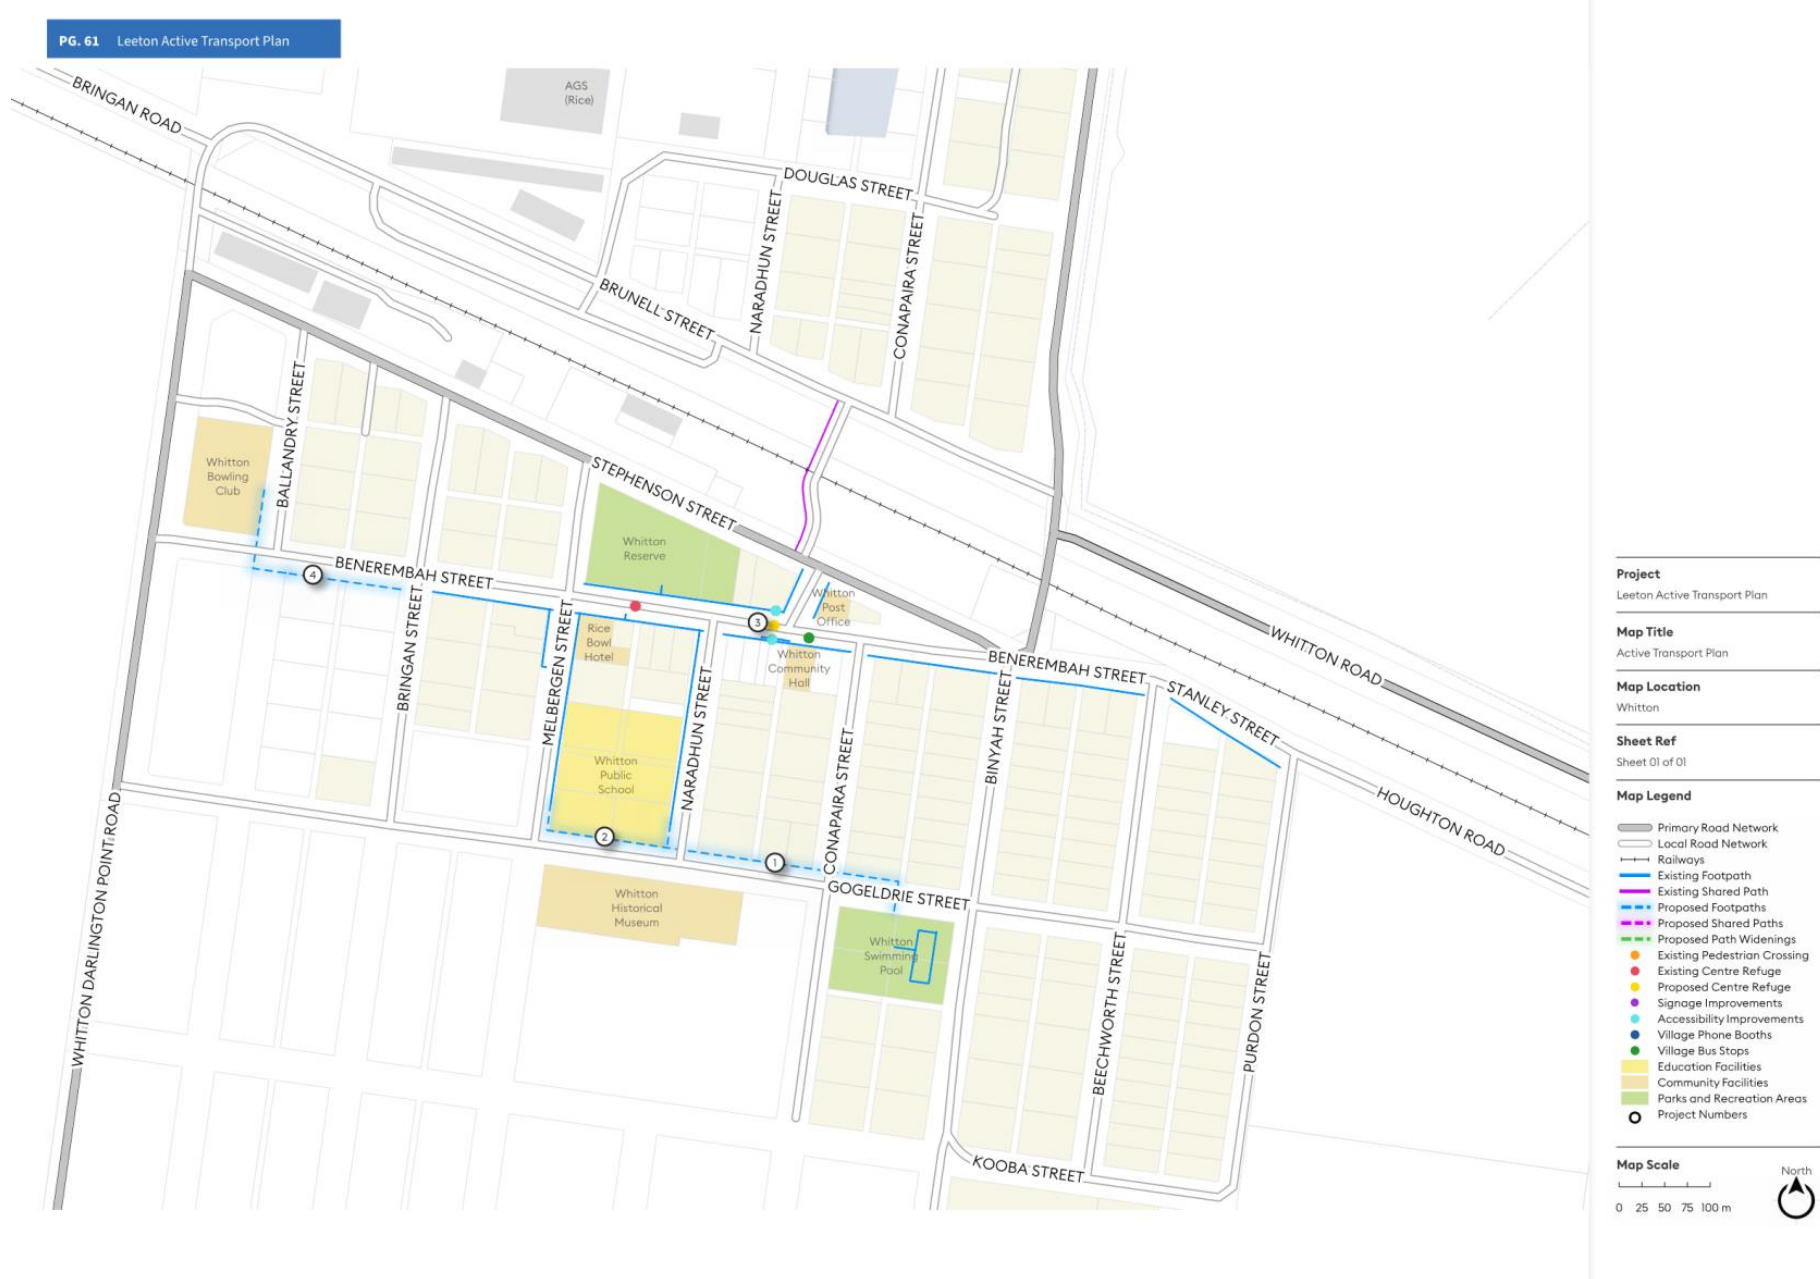 PG. 61 Leeton Active Transport Plan
BRINGAN ROAD
AGS
(Rice)
DOUGLAS STREET
NARADHUN STREET
CONAPAIRA STREET
BRUNELL STREET
BALLANDRY STREET
Whitton
Bowling
Club
STEPHENSON STREET
Whitton
Reserve
4
BENEREMBAH STREET
3
Whitton
Post
Office
Rice
Bowl
Hotel
Whitton
Community
Hall
BENEREMBAH STREET
STANLEY STREET
WHITTON ROAD
BRINGAN STREET
MELBERGEN STREET
NARADHUN STREET
CONAPAIRA STREET
BINYAH STREET
HOUGHTON ROAD
Whitton
Public
School
2
1
GOGELDRIE STREET
Whitton
Historical
Museum
Whitton
Swimming
Pool
WHITTON DARLINGTON POINT ROAD
BEECHWORTH STREET
PURDON STREET
KOOBA STREET
Project
Leeton Active Transport Plan
Map Title
Active Transport Plan
Map Location
Whitton
Sheet Ref
Sheet 01 of 01
Map Legend
Primary Road Network
Local Road Network
Railways
Existing Footpath
Existing Shared Path
Proposed Footpaths
Proposed Shared Paths
Proposed Path Widenings
Existing Pedestrian Crossing
Existing Centre Refuge
Proposed Centre Refuge
Signage Improvements
Accessibility Improvements
Village Phone Booths
Village Bus Stops
Education Facilities
Community Facilities
Parks and Recreation Areas
Project Numbers
Map Scale
North
0 25 50 75 100 m